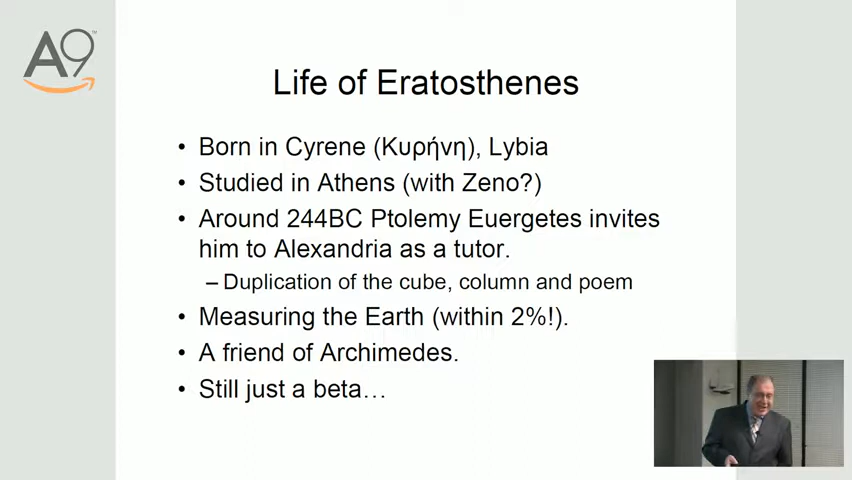 A9
Life of Eratosthenes
• Born in Cyrene (Κυρήνη), Lybia
• Studied in Athens (with Zeno?)
• Around 244BC Ptolemy Euergetes invites
him to Alexandria as a tutor.
– Duplication of the cube, column and poem
• Measuring the Earth (within 2%!).
• A friend of Archimedes.
• Still just a beta…